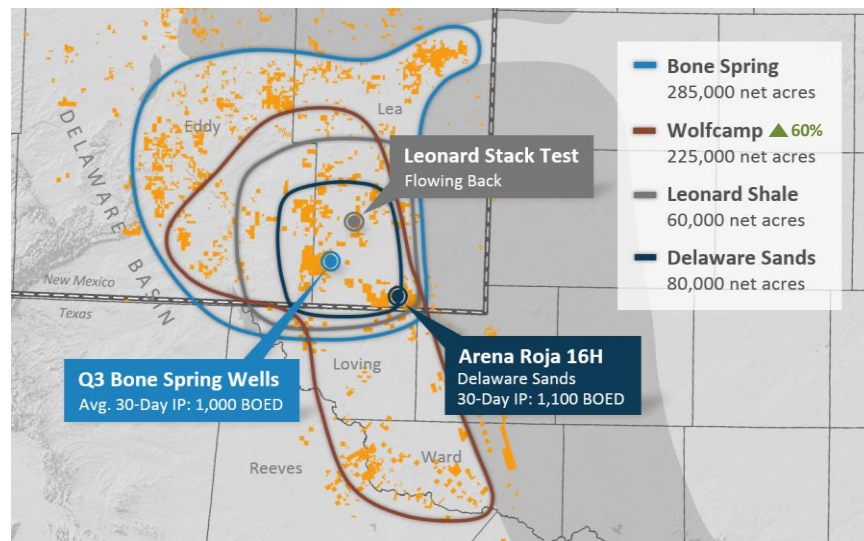 Bone Spring
285,000 net acres
Wolfcamp ▲ 60%
225,000 net acres
Leonard Shale
60,000 net acres
Delaware Sands
80,000 net acres
Lea
Eddy
DELAWARE BASIN
Leonard Stack Test
Flowing Back
New Mexico
Texas
Q3 Bone Spring Wells
Avg. 30-Day IP: 1,000 BOED
Arena Roja 16H
Delaware Sands
30-Day IP: 1,100 BOED
Loving
Reeves
Ward